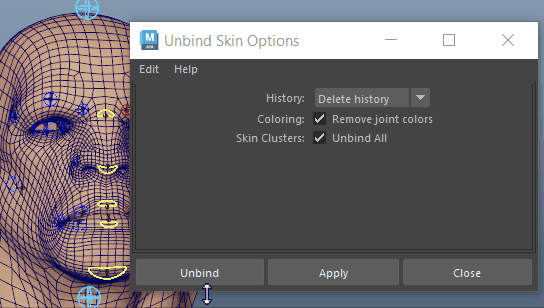 M
AYA
Unbind Skin Options
Edit Help
History: Delete history
Coloring: Remove joint colors
Skin Clusters: Unbind All
Unbind Apply Close